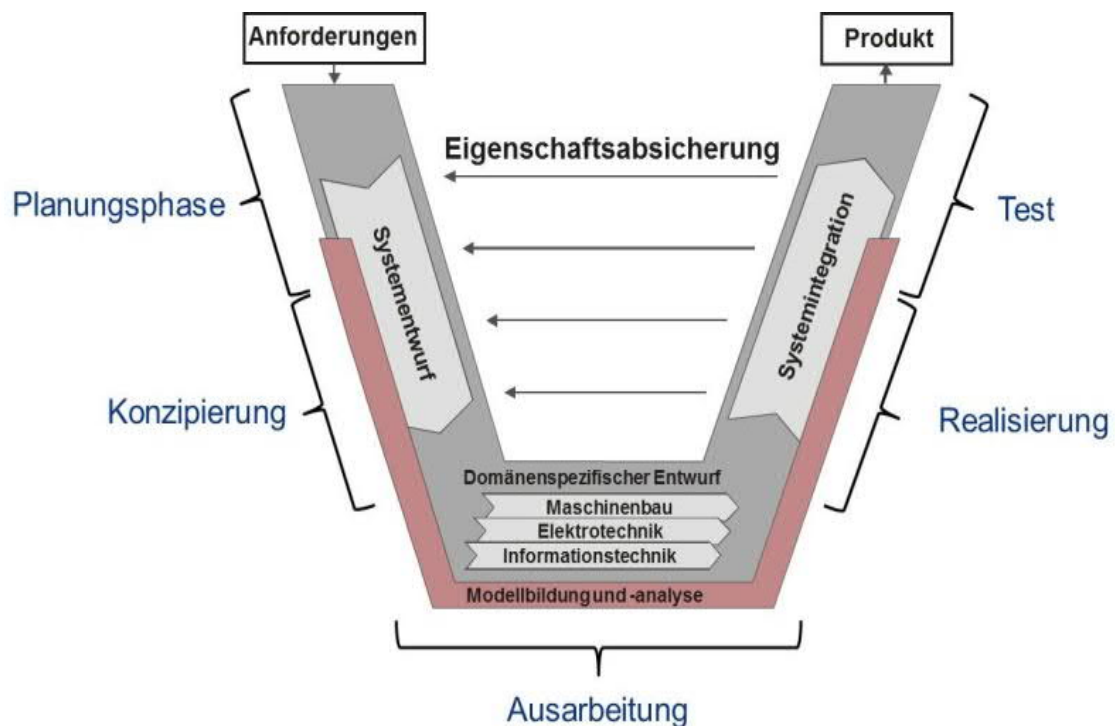 Anforderungen
Produkt
Eigenschaftsabsicherung
Planungsphase
Test
Systementwurf
Systemintegration
Konzipierung
Realisierung
Domänenspezifischer Entwurf
Maschinenbau
Elektrotechnik
Informationstechnik
Modellbildung und -analyse
Ausarbeitung